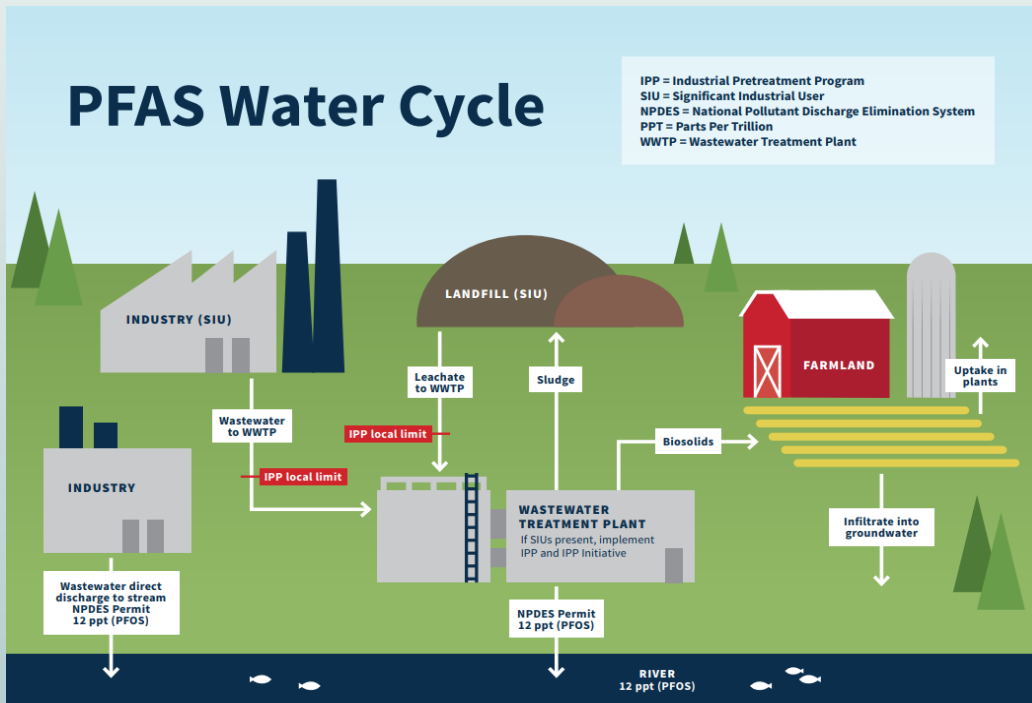 PFAS Water Cycle
IPP = Industrial Pretreatment Program
SIU = Significant Industrial User
NPDES = National Pollutant Discharge Elimination System
PPT = Parts Per Trillion
WWTP = Wastewater Treatment Plant
INDUSTRY (SIU)
LANDFILL (SIU)
FARMLAND
Uptake in
plants
Leachate
to WWTP
Sludge
Wastewater
to WWTP
IPP local limit
Biosolids
IPP local limit
INDUSTRY
WASTEWATER
TREATMENT PLANT
If SIUs present, implement
IPP and IPP Initiative
Infiltrate into
groundwater
Wastewater direct
discharge to stream
NPDES Permit
12 ppt (PFOS)
NPDES Permit
12 ppt (PFOS)
RIVER
12 ppt (PFOS)